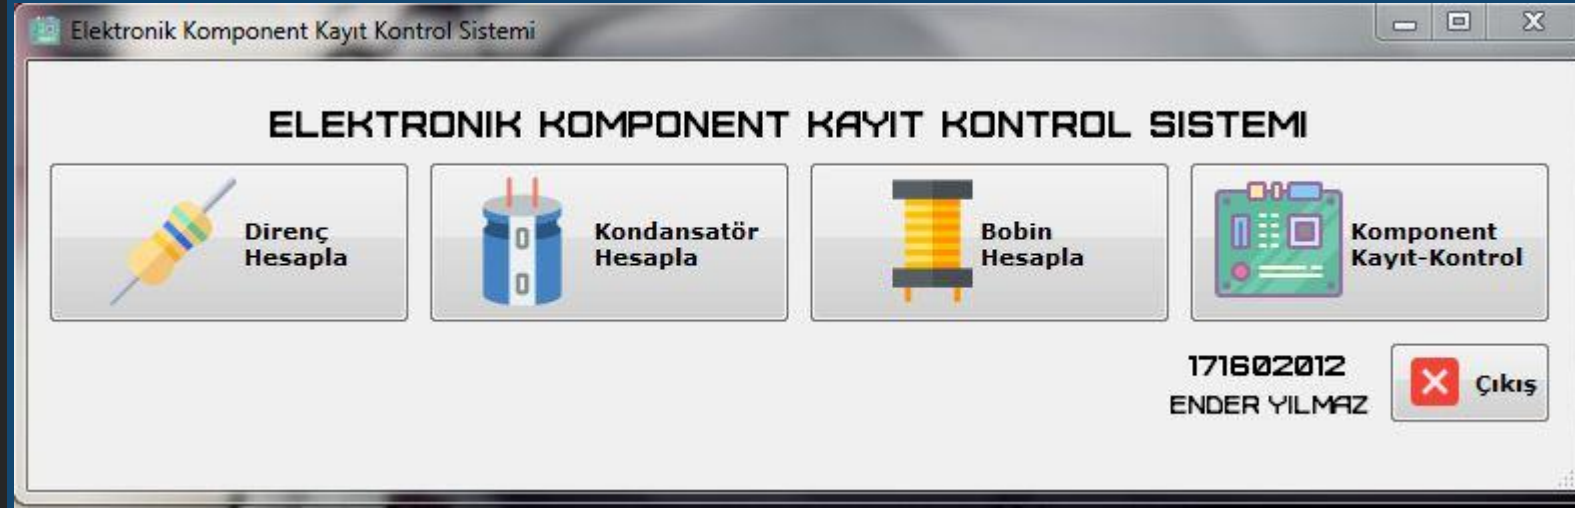 Elektronik Komponent Kayıt Kontrol Sistemi
ELEKTRONIK KOMPONENT KAYIT KONTROL SISTEMI
Direnç
Hesapla
Kondansatör
Hesapla
Bobin
Hesapla
Komponent
Kayıt-Kontrol
171602012
ENDER YILMAZ
Çıkış